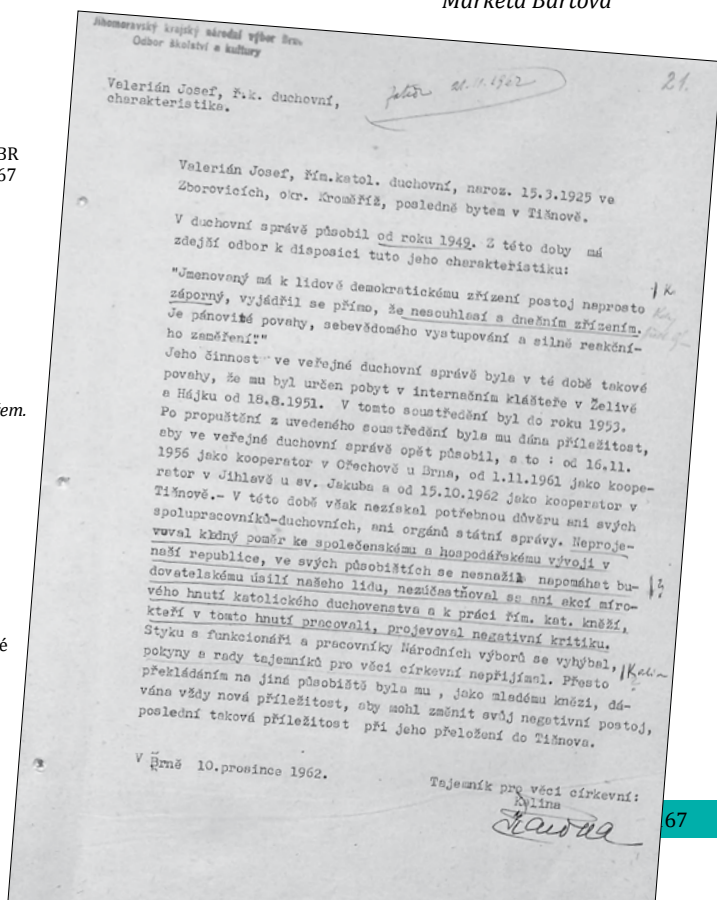 Markéta Bártová
Jihomoravský krajský národní výbor Brno
Odbor školství a kultury
21.
21.11.1962
Valerián Josef, ř.k. duchovní,
charakteristika.
BR
67
Valerián Josef, řím.katol. duchovní, naroz. 15.3.1925 ve
Zborovicích, okr. Kroměříž, posledně bytem v Tišnově.
V duchovní správě působil od roku 1949. Z této doby má
zdejší odbor k disposici tuto jeho charakteristiku:
"Jmenovaný má k lidově demokratickému zřízení postoj naprosto
záporný, vyjádřil se přímo, že nesouhlasí s dnešním zřízením.
Je pánovité povahy, sebevědomého vystupování a silně reakční-
ho zaměření:"
Jeho činnost ve veřejné duchovní správě byla v té době takové
povahy, že mu byl určen pobyt v internačním klášteře v Želivě
a Hájku od 18.8.1951. V tomto soustředění byl do roku 1953.
em.
Po propuštění z uvedeného soustředění byla mu dána příležitost,
aby ve veřejné duchovní správě opět působil, a to : od 16.11.
1956 jako kooperator v Ořechově u Brna, od 1.11.1961 jako koope-
rator v Jihlavě u sv. Jakuba a od 15.10.1962 jako kooperator v
Tišnově.- V této době však nezískal potřebnou důvěru ani svých
spolupracovníků-duchovních, ani orgánů státní správy. Neproje-
voval kladný poměr ke společenskému a hospodářskému vývoji v
naší republice, ve svých působištích se nesnažil napomáhat bu-
dovatelskému úsilí našeho lidu, nezúčastňoval se ani akcí míro-
vého hnutí katolického duchovenstva a k práci řím. kat. kněží,
kteří v tomto hnutí pracovali, projevoval negativní kritiku.
Styku s funkcionáři a pracovníky Národních výborů se vyhýbal,
é
pokyny a rady tajemníků pro věci církevní nepřijímal. Přesto
překládáním na jiná působiště byla mu , jako mladému knězi, dá-
vána vždy nová příležitost, aby mohl změnit svůj negativní postoj,
poslední taková příležitost při jeho přeložení do Tišnova.
V Brně 10.prosince 1962.
Tajemník pro věci církevní:
Kalina
67